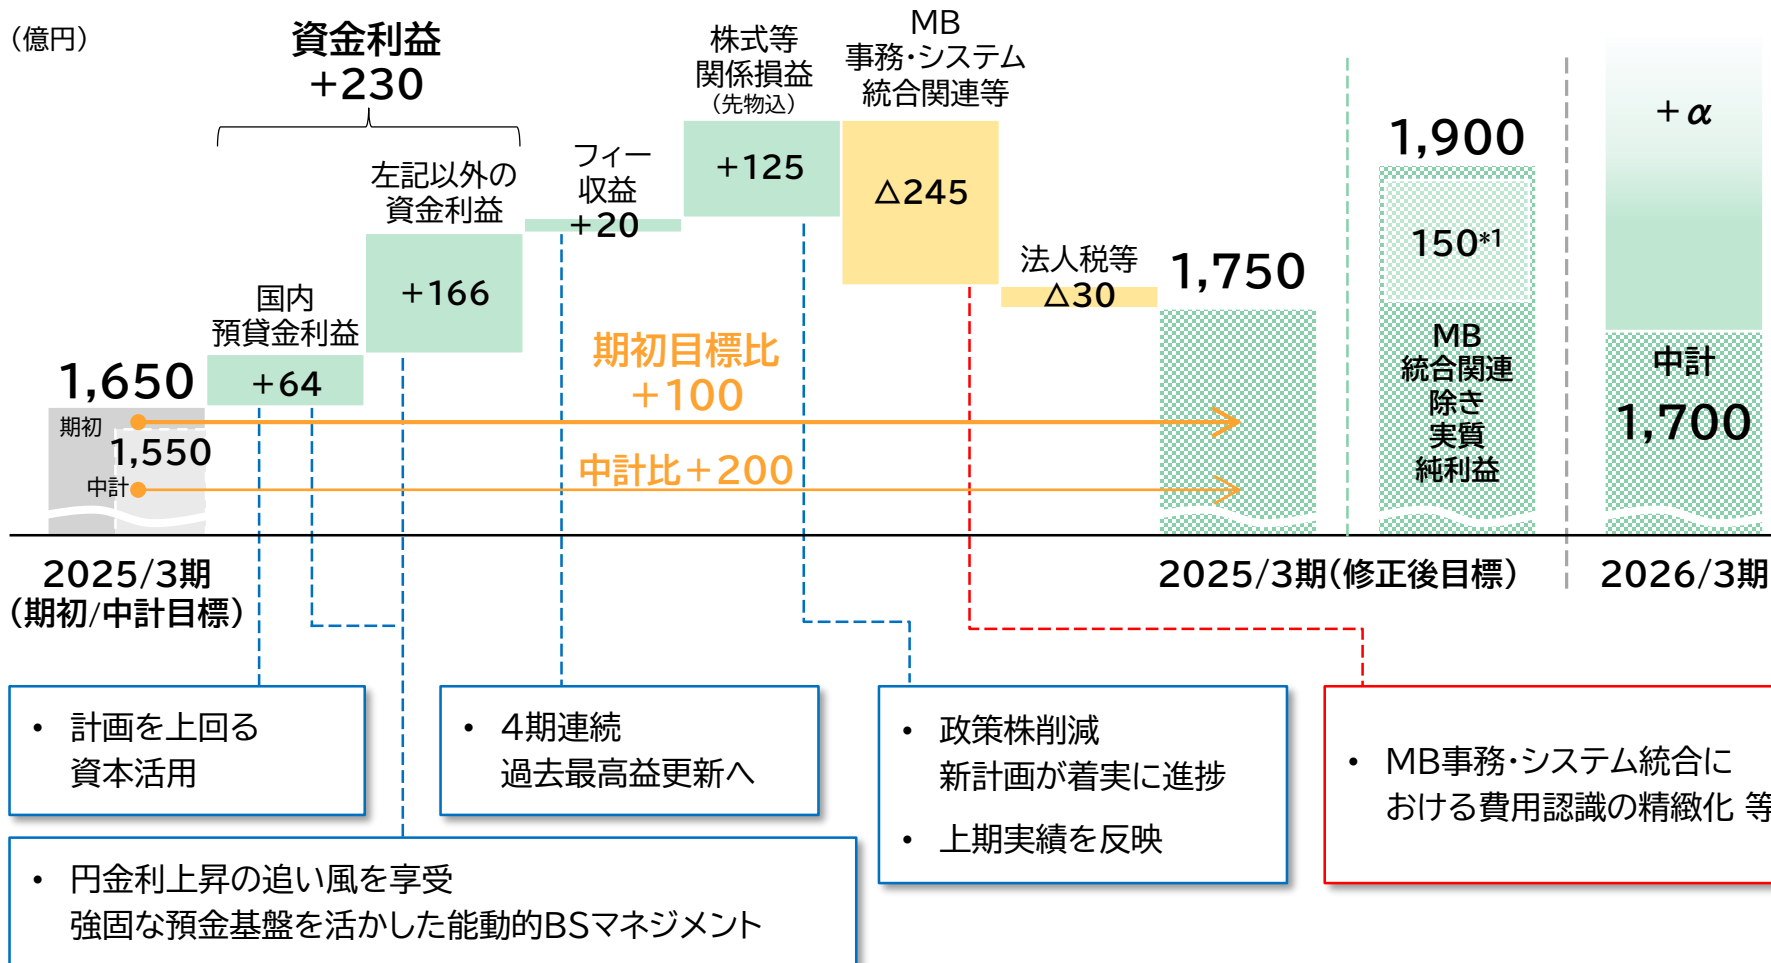 （億円）
資金利益
+230
国内
預貸金利益
+64
左記以外の
資金利益
+166
フィー
収益
+20
株式等
関係損益
（先物込）
+125
MB
事務・システム
統合関連等
△245
法人税等
△30
1,650
期初
1,550
中計
期初目標比
+100
中計比+200
1,750
1,900
150*1
MB
統合関連
除き
実質
純利益
+α
中計
1,700
2025/3期
（期初/中計目標）
2025/3期（修正後目標）
2026/3期
• 計画を上回る
資本活用
• 4期連続
過去最高益更新へ
• 政策株削減
新計画が着実に進捗
• 上期実績を反映
• MB事務・システム統合に
おける費用認識の精緻化 等
• 円金利上昇の追い風を享受
強固な預金基盤を活かした能動的BSマネジメント